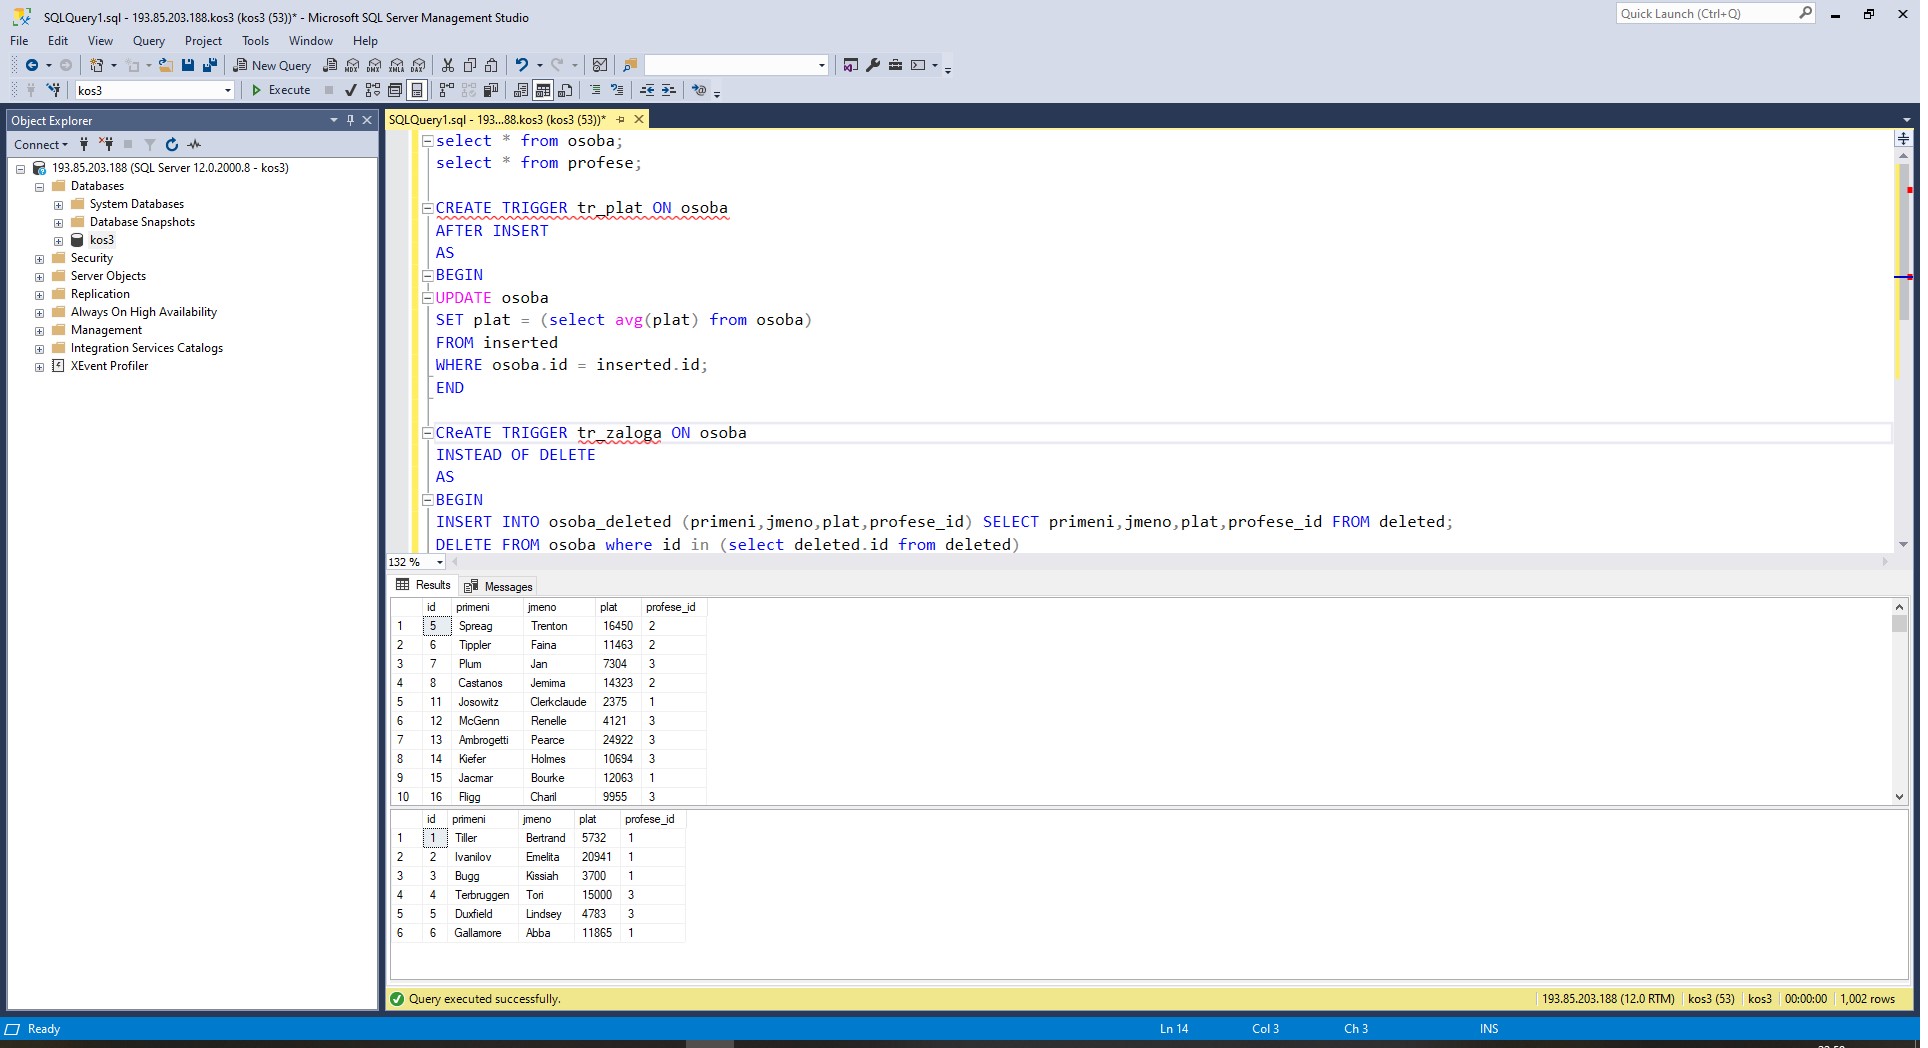 SQLQuery1.sql - 193.85.203.188.kos3 (kos3 (53))* - Microsoft SQL Server Management Studio
Quick Launch (Ctrl+Q)
File Edit View Query Project Tools Window Help
New Query
MDX DMX XMLA DAX
kos3
Execute
Object Explorer
Connect
193.85.203.188 (SQL Server 12.0.2000.8 - kos3)
Databases
System Databases
Database Snapshots
kos3
Security
Server Objects
Replication
Always On High Availability
Management
Integration Services Catalogs
XEvent Profiler
SQLQuery1.sql - 193...88.kos3 (kos3 (53))*
select * from osoba;
select * from profese;
CREATE TRIGGER tr_plat ON osoba
AFTER INSERT
AS
BEGIN
UPDATE osoba
SET plat = (select avg(plat) from osoba)
FROM inserted
WHERE osoba.id = inserted.id;
END
CReATE TRIGGER tr_zaloga ON osoba
INSTEAD OF DELETE
AS
BEGIN
INSERT INTO osoba_deleted (primeni,jmeno,plat,profese_id) SELECT primeni,jmeno,plat,profese_id FROM deleted;
DELETE FROM osoba where id in (select deleted.id from deleted)
132 %
Results Messages
id primeni jmeno plat profese_id
1 5 Spreag Trenton 16450 2
2 6 Tippler Faina 11463 2
3 7 Plum Jan 7304 3
4 8 Castanos Jemima 14323 2
5 11 Josowitz Clerkclaude 2375 1
6 12 McGenn Renelle 4121 3
7 13 Ambrogetti Pearce 24922 3
8 14 Kiefer Holmes 10694 3
9 15 Jacmar Bourke 12063 1
10 16 Fligg Charil 9955 3
id primeni jmeno plat profese_id
1 1 Tiller Bertrand 5732 1
2 2 Ivanilov Emelita 20941 1
3 3 Bugg Kissiah 3700 1
4 4 Terbruggen Tori 15000 3
5 5 Duxfield Lindsey 4783 3
6 6 Gallamore Abba 11865 1
Query executed successfully.
193.85.203.188 (12.0 RTM) kos3 (53) kos3 00:00:00 1,002 rows
Ready
Ln 14 Col 3 Ch 3 INS